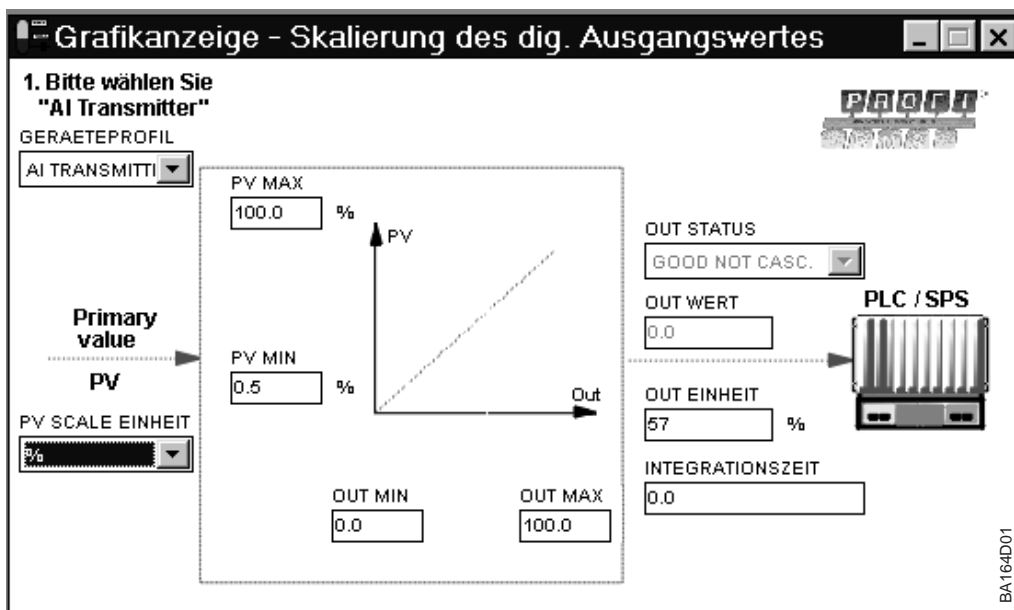 Grafikanzeige - Skalierung des dig. Ausgangswertes
1. Bitte wählen Sie
"AI Transmitter"
GERAETEPROFIL
AI TRANSMITTI
PV MAX
100.0 %
PV
Primary
value
PV
PV MIN
0.5 %
Out
PV SCALE EINHEIT
%
OUT MIN
0.0
OUT MAX
100.0
OUT STATUS
GOOD NOT CASC.
OUT WERT
0.0
PLC / SPS
OUT EINHEIT
57 %
INTEGRATIONSZEIT
0.0
BA164D01